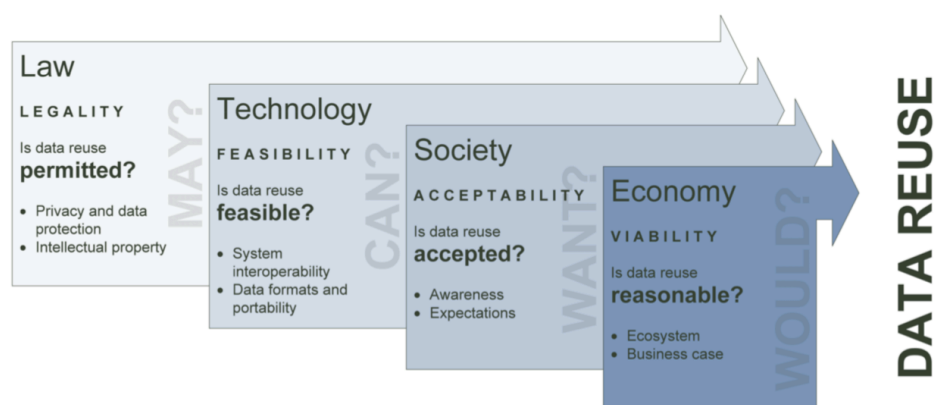 Law
LEGALITY
Is data reuse
permitted?
• Privacy and data
protection
• Intellectual property
MAY?
Technology
FEASIBILITY
Is data reuse
feasible?
• System
interoperability
• Data formats and
portability
CAN?
Society
ACCEPTABILITY
Is data reuse
accepted?
• Awareness
• Expectations
WANT?
Economy
VIABILITY
Is data reuse
reasonable?
• Ecosystem
• Business case
WOULD?
DATA REUSE